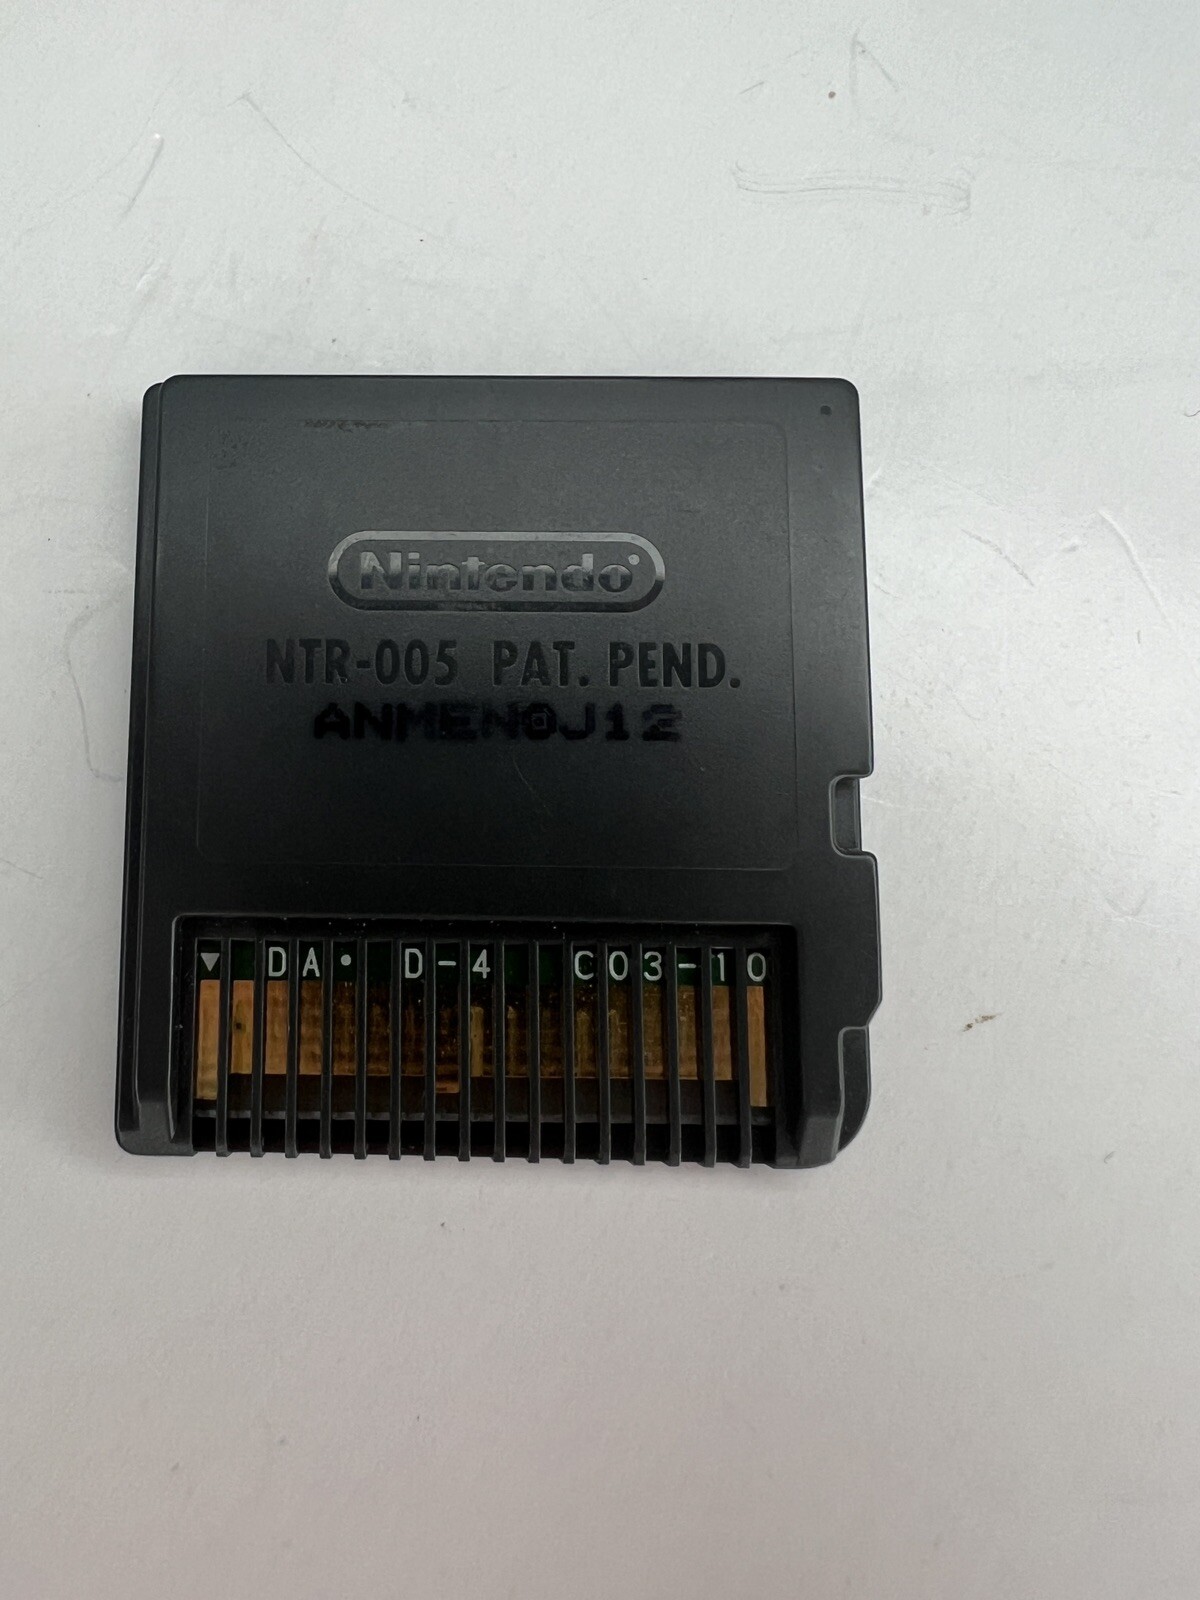 Nintendo®
NTR-005 PAT. PEND.
ANMEN0J12
▼ DA• D-4 C03-10